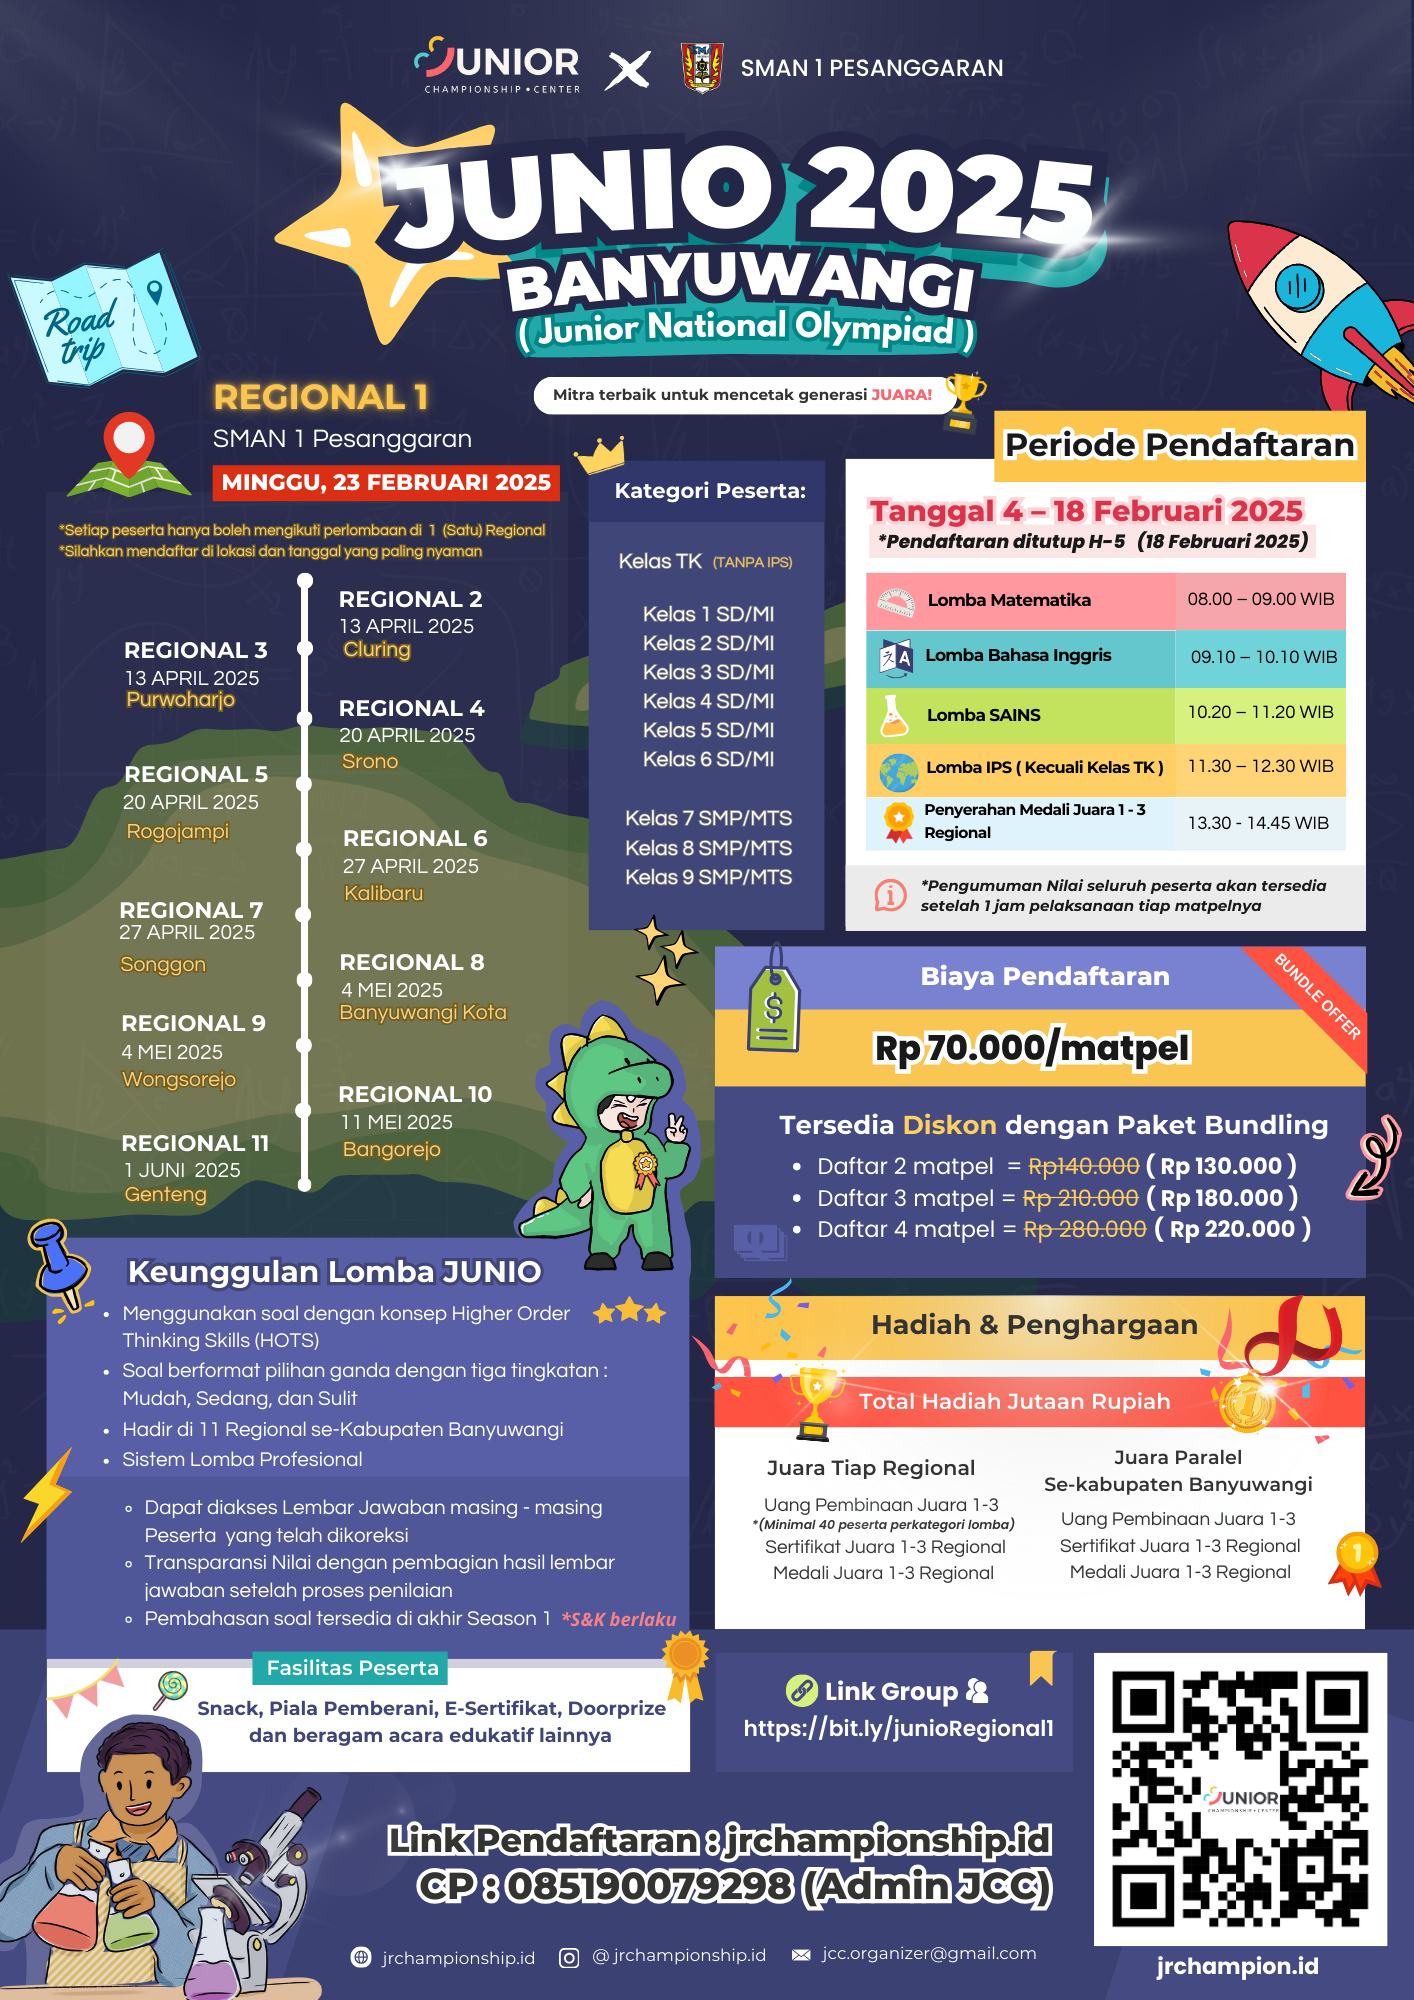 JUNIOR
CHAMPIONSHIP • CENTER
SMAN 1 PESANGGARAN
JUNIO 2025
BANYUWANGI
( Junior National Olympiad )
Road
trip
Mitra terbaik untuk mencetak generasi JUARA!
REGIONAL 1
SMAN 1 Pesanggaran
MINGGU, 23 FEBRUARI 2025
*Setiap peserta hanya boleh mengikuti perlombaan di 1 (Satu) Regional
*Silahkan mendaftar di lokasi dan tanggal yang paling nyaman
REGIONAL 2
13 APRIL 2025
Cluring
REGIONAL 3
13 APRIL 2025
Purwoharjo
REGIONAL 4
20 APRIL 2025
Srono
REGIONAL 5
20 APRIL 2025
Rogojampi
REGIONAL 6
27 APRIL 2025
Kalibaru
REGIONAL 7
27 APRIL 2025
Songgon
REGIONAL 8
4 MEI 2025
Banyuwangi Kota
REGIONAL 9
4 MEI 2025
Wongsorejo
REGIONAL 10
11 MEI 2025
Bangorejo
REGIONAL 11
1 JUNI 2025
Genteng
Kategori Peserta:
Kelas TK (TANPA IPS)
Kelas 1 SD/MI
Kelas 2 SD/MI
Kelas 3 SD/MI
Kelas 4 SD/MI
Kelas 5 SD/MI
Kelas 6 SD/MI
Kelas 7 SMP/MTS
Kelas 8 SMP/MTS
Kelas 9 SMP/MTS
Periode Pendaftaran
Tanggal 4 – 18 Februari 2025
*Pendaftaran ditutup H-5 (18 Februari 2025)
Lomba Matematika 08.00 – 09.00 WIB
Lomba Bahasa Inggris 09.10 – 10.10 WIB
Lomba SAINS 10.20 – 11.20 WIB
Lomba IPS ( Kecuali Kelas TK ) 11.30 – 12.30 WIB
Penyerahan Medali Juara 1 - 3
Regional
13.30 - 14.45 WIB
*Pengumuman Nilai seluruh peserta akan tersedia
setelah 1 jam pelaksanaan tiap matpelnya
Biaya Pendaftaran
BUNDLE OFFER
Rp 70.000/matpel
Tersedia Diskon dengan Paket Bundling
• Daftar 2 matpel = Rp140.000 ( Rp 130.000 )
• Daftar 3 matpel = Rp 210.000 ( Rp 180.000 )
• Daftar 4 matpel = Rp 280.000 ( Rp 220.000 )
Keunggulan Lomba JUNIO
• Menggunakan soal dengan konsep Higher Order
Thinking Skills (HOTS)
• Soal berformat pilihan ganda dengan tiga tingkatan :
Mudah, Sedang, dan Sulit
• Hadir di 11 Regional se-Kabupaten Banyuwangi
• Sistem Lomba Profesional
◦ Dapat diakses Lembar Jawaban masing - masing
Peserta yang telah dikoreksi
◦ Transparansi Nilai dengan pembagian hasil lembar
jawaban setelah proses penilaian
◦ Pembahasan soal tersedia di akhir Season 1 *S&K berlaku
Hadiah & Penghargaan
Total Hadiah Jutaan Rupiah
Juara Tiap Regional
Uang Pembinaan Juara 1-3
*(Minimal 40 peserta perkategori lomba)
Sertifikat Juara 1-3 Regional
Medali Juara 1-3 Regional
Juara Paralel
Se-kabupaten Banyuwangi
Uang Pembinaan Juara 1-3
Sertifikat Juara 1-3 Regional
Medali Juara 1-3 Regional
Fasilitas Peserta
Snack, Piala Pemberani, E-Sertifikat, Doorprize
dan beragam acara edukatif lainnya
Link Group
https://bit.ly/junioRegional1
JUNIOR
CHAMPIONSHIP • CENTER
jrchampion.id
Link Pendaftaran : jrchampionship.id
CP : 085190079298 (Admin JCC)
jrchampionship.id
@ jrchampionship.id
jcc.organizer@gmail.com